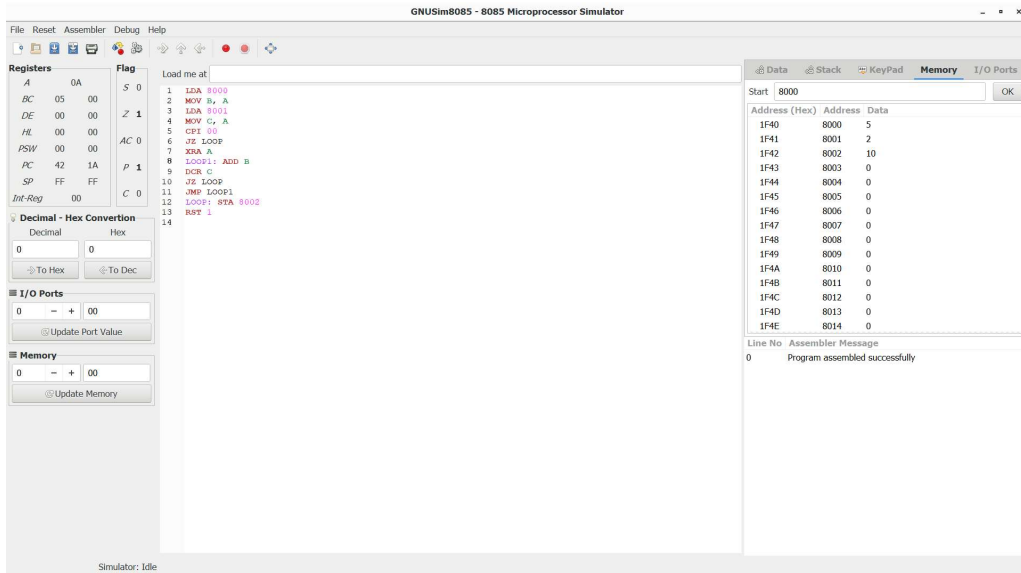 GNUSim8085 - 8085 Microprocessor Simulator
File Reset Assembler Debug Help
Registers
A 0A
BC 05 00
DE 00 00
HL 00 00
PSW 00 00
PC 42 1A
SP FF FF
Int-Reg 00
Flag
S 0
Z 1
AC 0
P 1
C 0
Decimal - Hex Convertion
Decimal Hex
0 0
To Hex To Dec
I/O Ports
0 - + 00
Update Port Value
Memory
0 - + 00
Update Memory
Load me at
1 LDA 8000
2 MOV B, A
3 LDA 8001
4 MOV C, A
5 CPI 00
6 JZ LOOP
7 XRA A
8 LOOP1: ADD B
9 DCR C
10 JZ LOOP
11 JMP LOOP1
12 LOOP: STA 8002
13 RST 1
14
Data Stack KeyPad Memory I/O Ports
Start 8000 OK
Address (Hex) Address Data
1F40 8000 5
1F41 8001 2
1F42 8002 10
1F43 8003 0
1F44 8004 0
1F45 8005 0
1F46 8006 0
1F47 8007 0
1F48 8008 0
1F49 8009 0
1F4A 8010 0
1F4B 8011 0
1F4C 8012 0
1F4D 8013 0
1F4E 8014 0
Line No Assembler Message
0 Program assembled successfully
Simulator: Idle